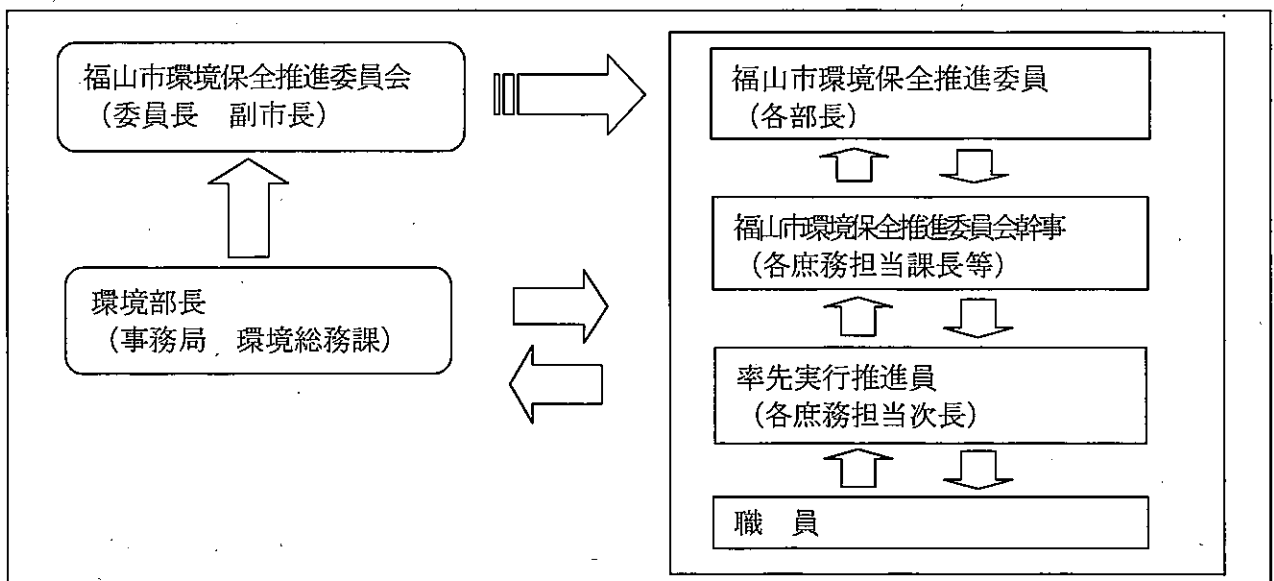 福山市環境保全推進委員会
（委員長　副市長）
環境部長
（事務局　環境総務課）
福山市環境保全推進委員
（各部長）
福山市環境保全推進委員会幹事
（各庶務担当課長等）
率先実行推進員
（各庶務担当次長）
職　員